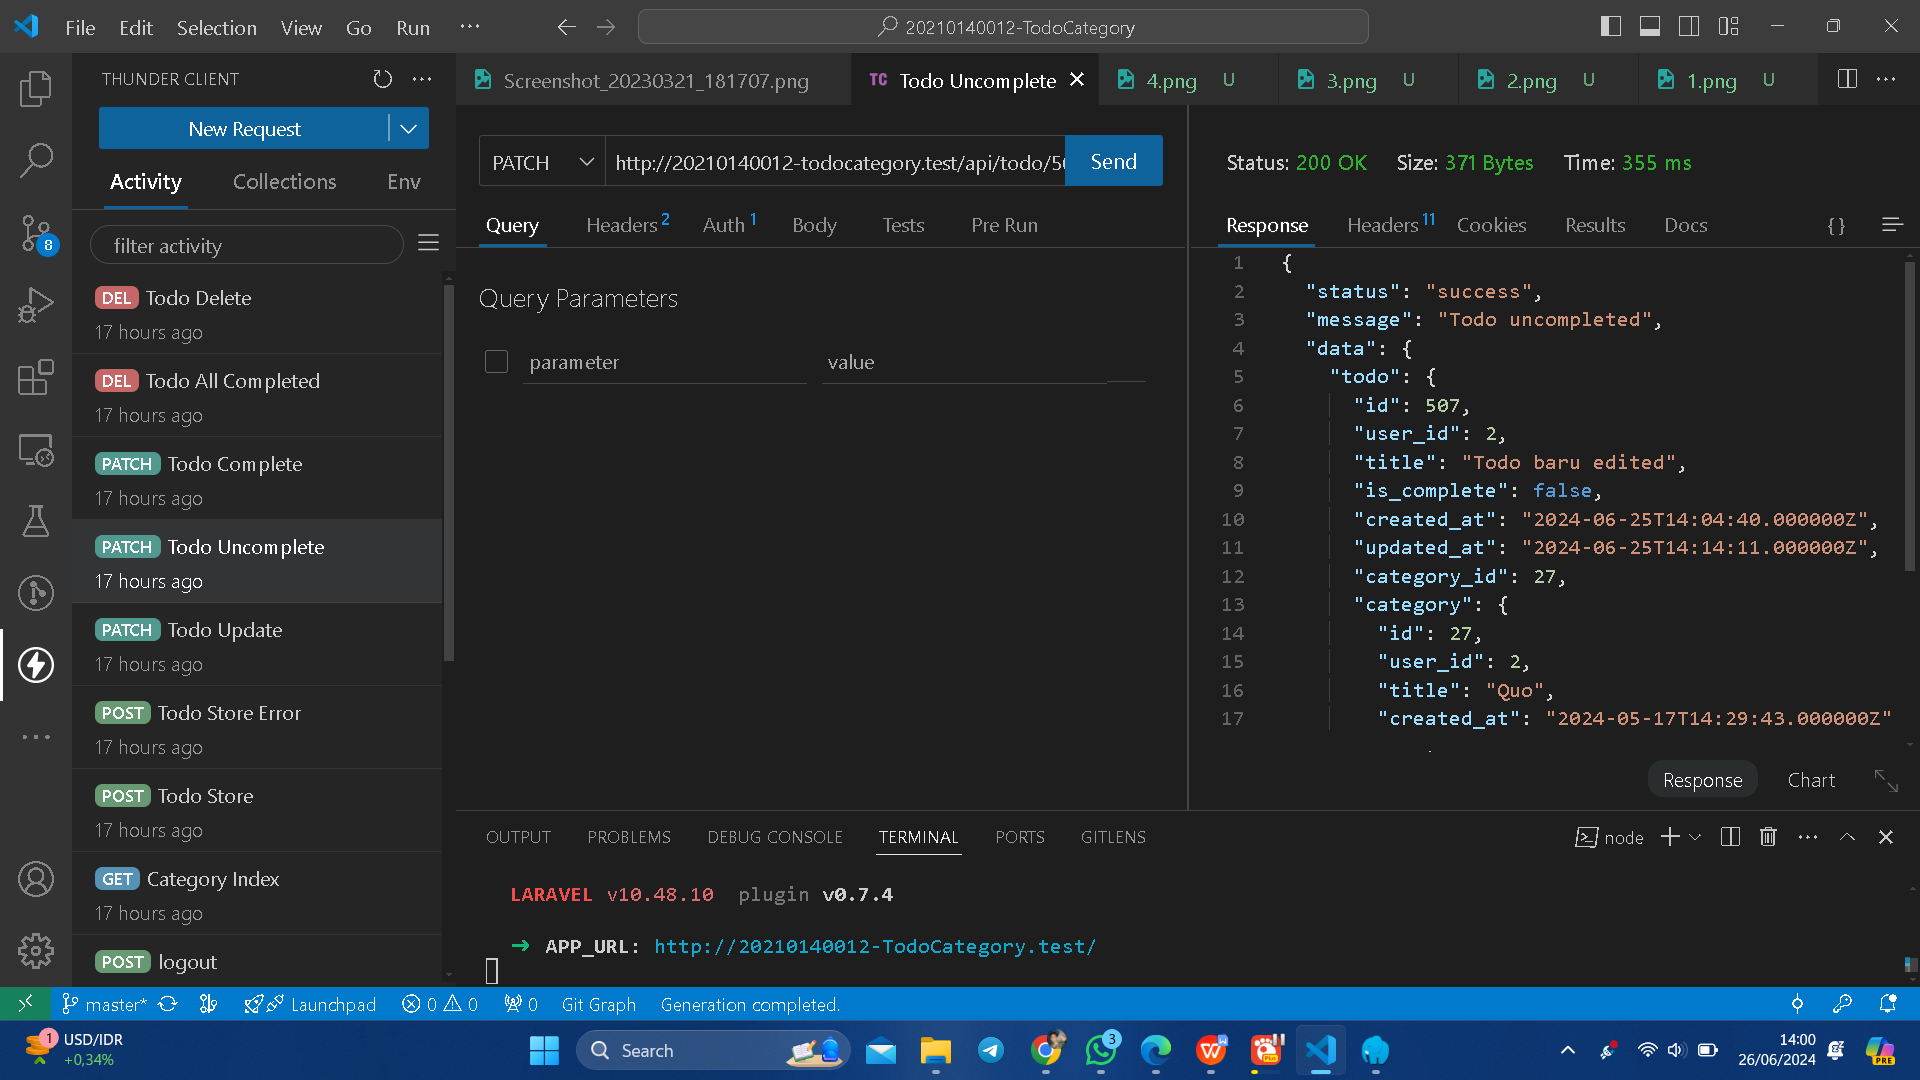 File Edit Selection View Go Run ···
20210140012-TodoCategory
THUNDER CLIENT
New Request
Activity Collections Env
filter activity
DEL Todo Delete
17 hours ago
DEL Todo All Completed
17 hours ago
PATCH Todo Complete
17 hours ago
PATCH Todo Uncomplete
17 hours ago
PATCH Todo Update
17 hours ago
POST Todo Store Error
17 hours ago
POST Todo Store
17 hours ago
GET Category Index
17 hours ago
POST logout
8
Screenshot_20230321_181707.png
TC Todo Uncomplete
4.png U
3.png U
2.png U
1.png U
PATCH http://20210140012-todocategory.test/api/todo/50 Send
Query Headers 2 Auth 1 Body Tests Pre Run
Query Parameters
parameter value
Status: 200 OK Size: 371 Bytes Time: 355 ms
Response Headers 11 Cookies Results Docs {}
1 {
2 "status": "success",
3 "message": "Todo uncompleted",
4 "data": {
5 "todo": {
6 "id": 507,
7 "user_id": 2,
8 "title": "Todo baru edited",
9 "is_complete": false,
10 "created_at": "2024-06-25T14:04:40.000000Z",
11 "updated_at": "2024-06-25T14:14:11.000000Z",
12 "category_id": 27,
13 "category": {
14 "id": 27,
15 "user_id": 2,
16 "title": "Quo",
17 "created_at": "2024-05-17T14:29:43.000000Z"
Response Chart
OUTPUT PROBLEMS DEBUG CONSOLE TERMINAL PORTS GITLENS
node
LARAVEL v10.48.10 plugin v0.7.4
➜ APP_URL: http://20210140012-TodoCategory.test/
master* Launchpad 0 0 0 Git Graph Generation completed.
1 USD/IDR
+0,34%
Search
3
14:00
26/06/2024
PRE